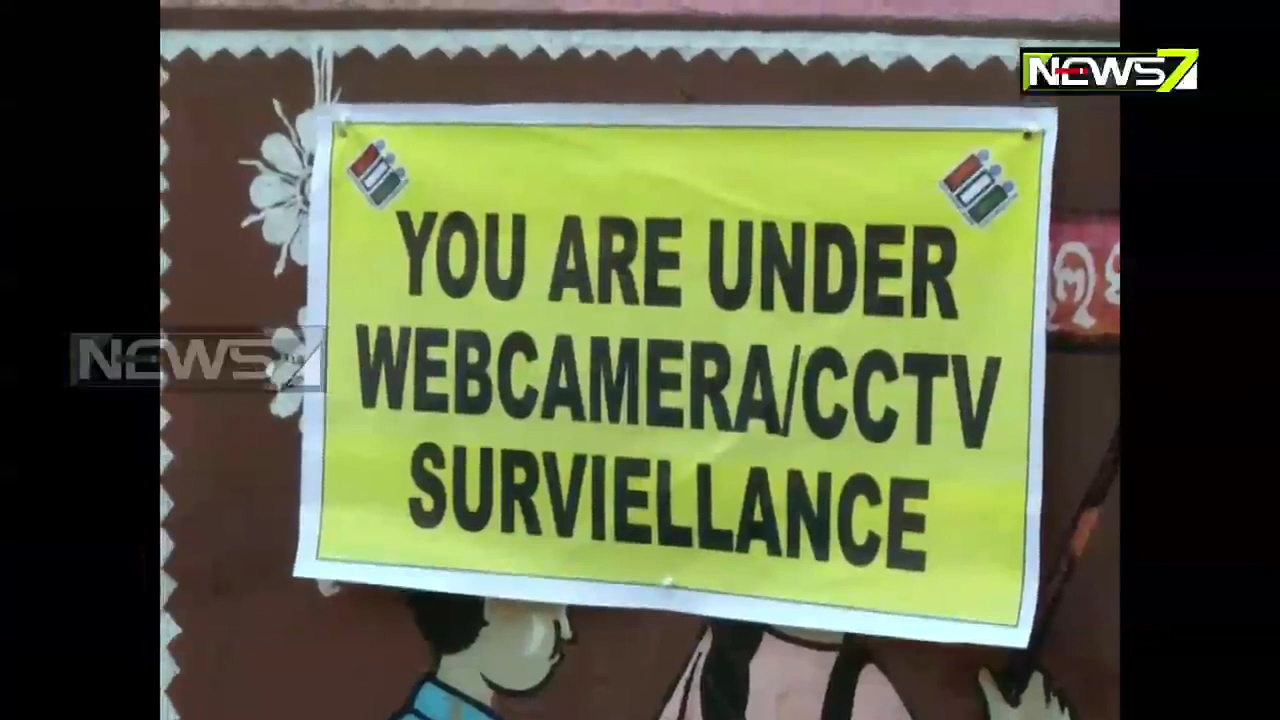 NEWS7
YOU ARE UNDER
WEBCAMERA/CCTV
SURVIELLANCE
NEWS7